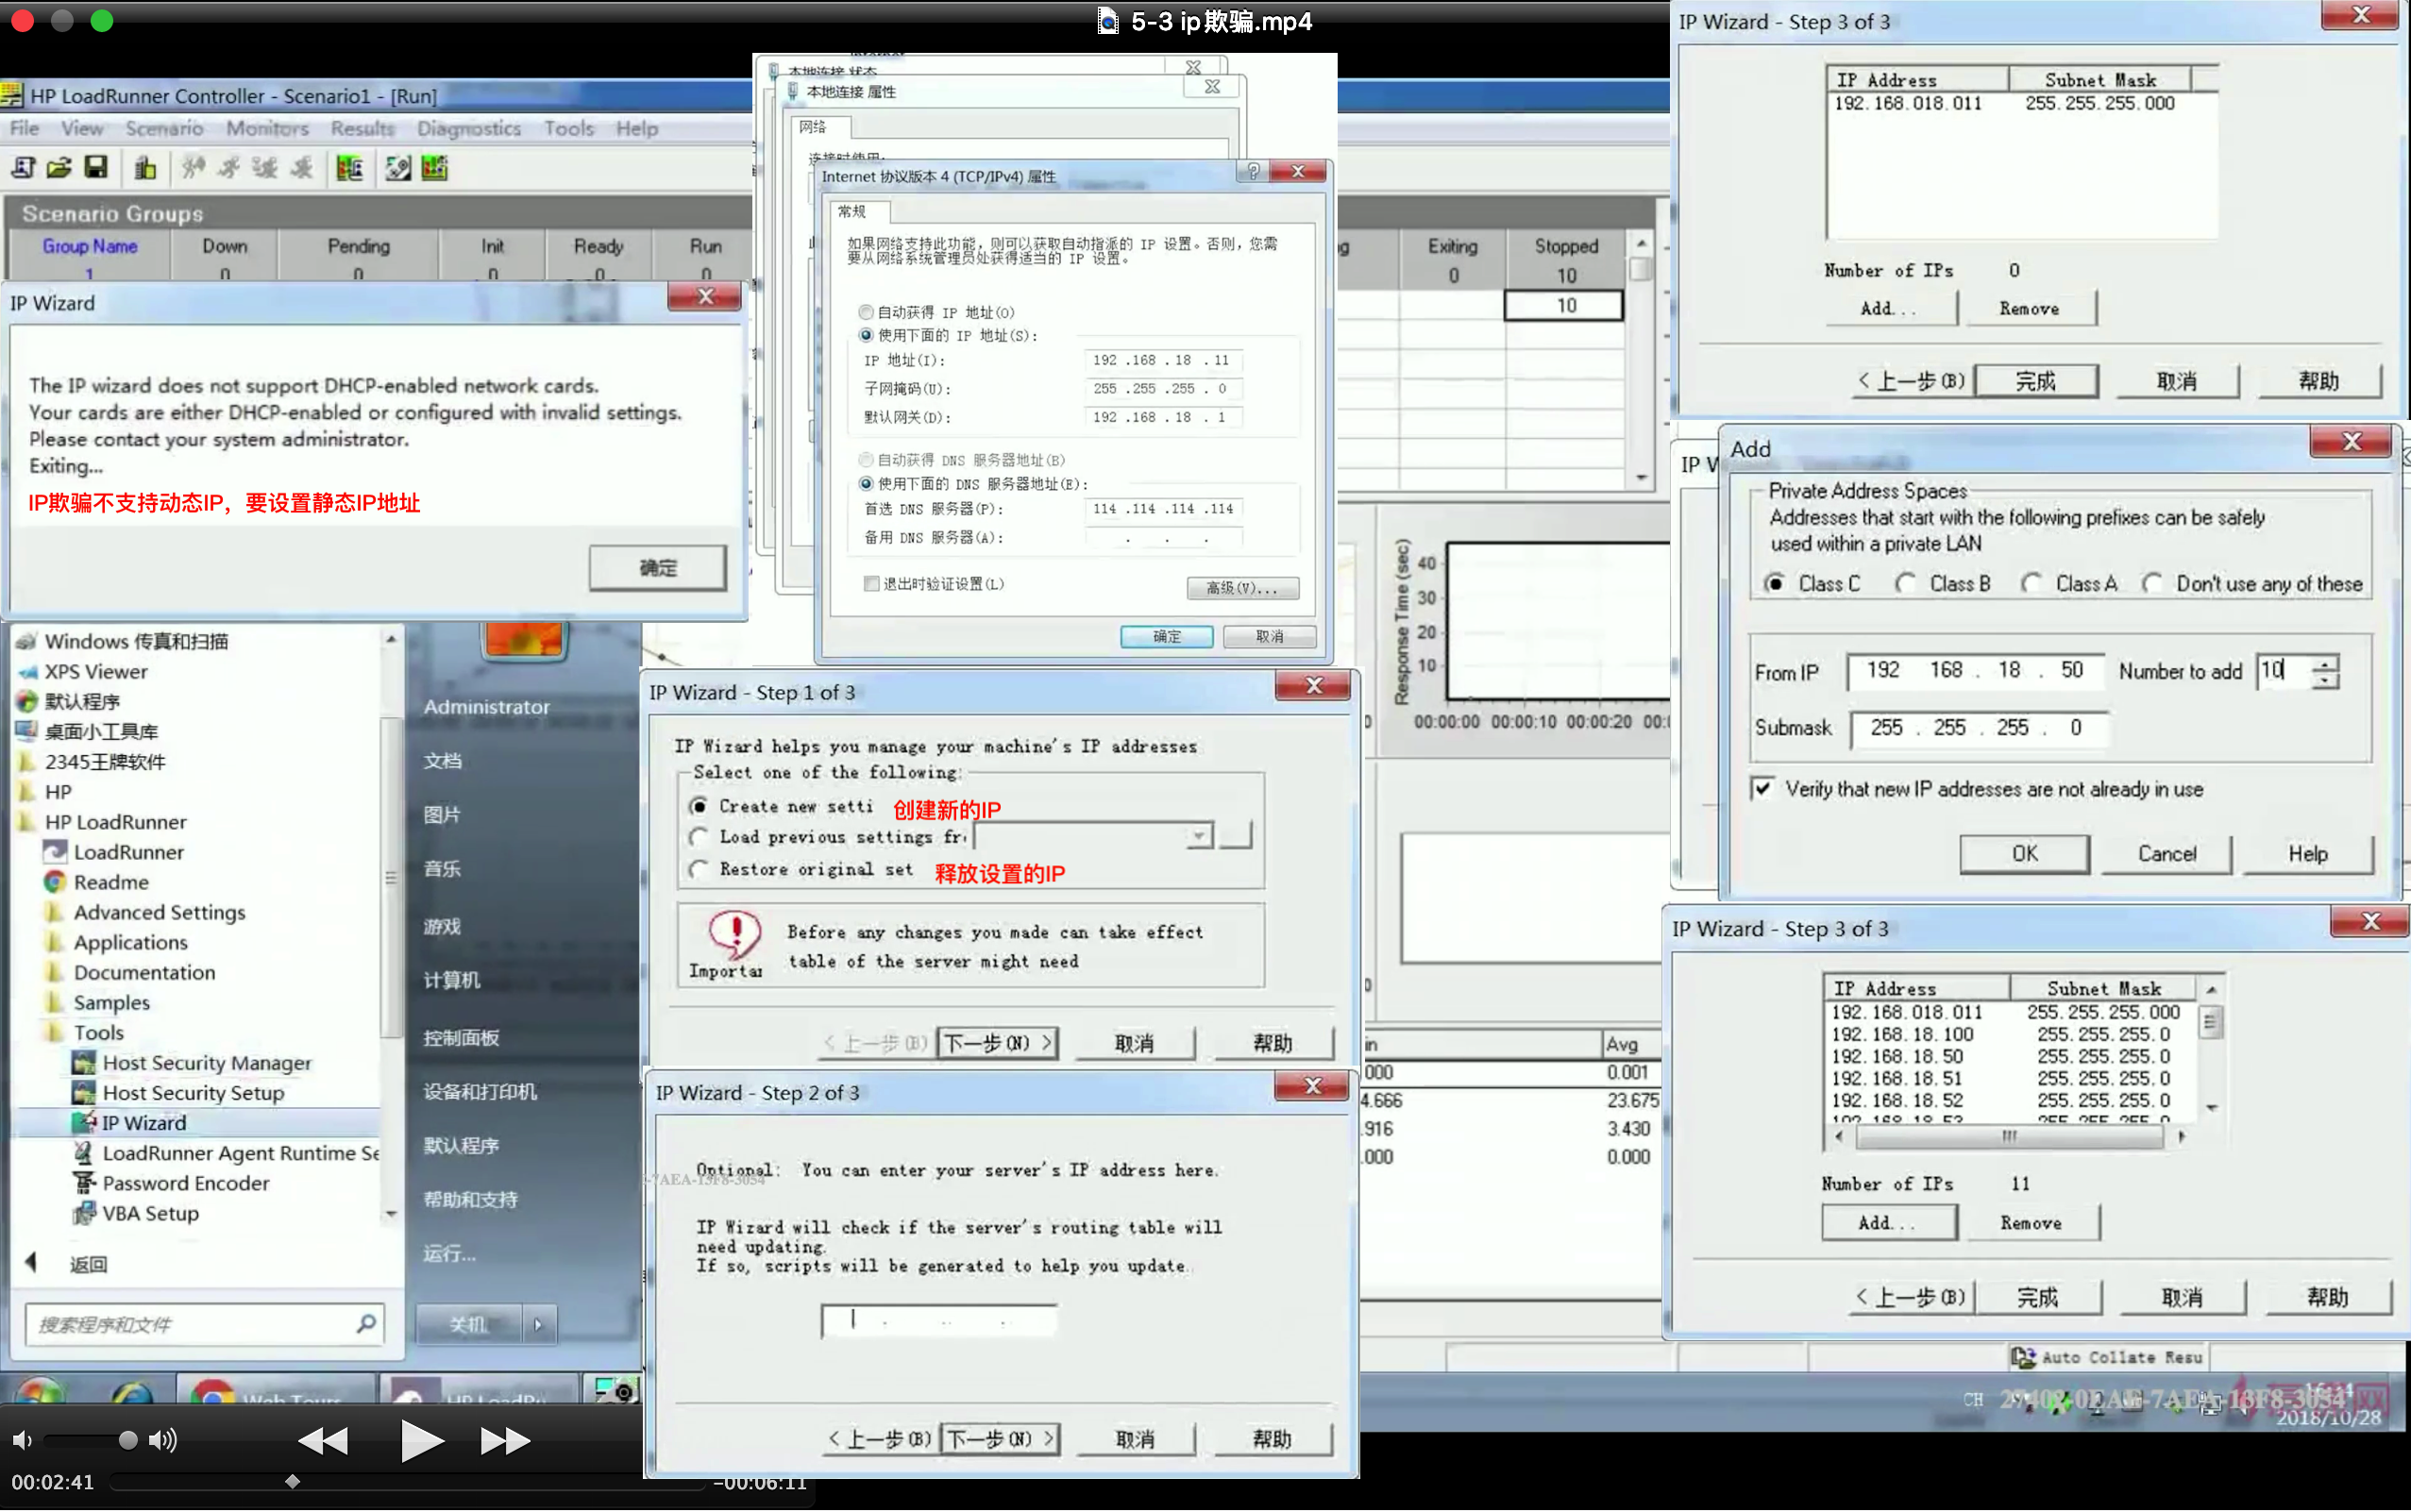 5-3 ip欺骗.mp4
HP LoadRunner Controller - Scenario1 - [Run]
File View Scenario Monitors Results Diagnostics Tools Help
Scenario Groups
Group Name Down Pending Init Ready Run
1 0 0 0 0 0
Exiting Stopped
0 10
10
IP Wizard
The IP wizard does not support DHCP-enabled network cards.
Your cards are either DHCP-enabled or configured with invalid settings.
Please contact your system administrator.
Exiting...
IP欺骗不支持动态IP，要设置静态IP地址
确定
本地连接 状态
本地连接 属性
网络
连接时使用:
Internet 协议版本 4 (TCP/IPv4) 属性
常规
如果网络支持此功能，则可以获取自动指派的 IP 设置。否则，您需
要从网络系统管理员处获得适当的 IP 设置。
自动获得 IP 地址(O)
使用下面的 IP 地址(S):
IP 地址(I): 192 .168 . 18 . 11
子网掩码(U): 255 .255 .255 . 0
默认网关(D): 192 .168 . 18 . 1
自动获得 DNS 服务器地址(B)
使用下面的 DNS 服务器地址(E):
首选 DNS 服务器(P): 114 .114 .114 .114
备用 DNS 服务器(A): . . .
退出时验证设置(L)
高级(V)...
确定 取消
Windows 传真和扫描
XPS Viewer
默认程序
桌面小工具库
2345王牌软件
HP
HP LoadRunner
LoadRunner
Readme
Advanced Settings
Applications
Documentation
Samples
Tools
Host Security Manager
Host Security Setup
IP Wizard
LoadRunner Agent Runtime Se
Password Encoder
VBA Setup
返回
搜索程序和文件
Administrator
文档
图片
音乐
游戏
计算机
控制面板
设备和打印机
默认程序
帮助和支持
运行...
关机
IP Wizard - Step 1 of 3
IP Wizard helps you manage your machine's IP addresses
Select one of the following:
Create new setti 创建新的IP
Load previous settings fr
Restore original set 释放设置的IP
Before any changes you made can take effect
table of the server might need
Importa
< 上一步(B) 下一步(N) > 取消 帮助
IP Wizard - Step 2 of 3
Optional: You can enter your server's IP address here.
-7AEA-13F8-3054
IP Wizard will check if the server's routing table will
need updating.
If so, scripts will be generated to help you update.
< 上一步(B) 下一步(N) > 取消 帮助
Response Time (sec)
40
30
20
10
00:00:00 00:00:10 00:00:20 00:
in Avg
000 0.001
4.666 23.675
.916 3.430
.000 0.000
IP Wizard - Step 3 of 3
IP Address Subnet Mask
192.168.018.011 255.255.255.000
Number of IPs 0
Add... Remove
< 上一步(B) 完成 取消 帮助
IP W
Add
Private Address Spaces
Addresses that start with the following prefixes can be safely
used within a private LAN
Class C Class B Class A Don't use any of these
From IP 192 168 . 18 . 50 Number to add 10
Submask 255 . 255 . 255 . 0
Verify that new IP addresses are not already in use
OK Cancel Help
IP Wizard - Step 3 of 3
IP Address Subnet Mask
192.168.018.011 255.255.255.000
192.168.18.100 255.255.255.0
192.168.18.50 255.255.255.0
192.168.18.51 255.255.255.0
192.168.18.52 255.255.255.0
192.168.18.53 255.255.255.0
Number of IPs 11
Add... Remove
< 上一步(B) 完成 取消 帮助
Auto Collate Resu
Web Tours HP LoadRu
CH
2018/10/28
00:02:41 -00:06:11